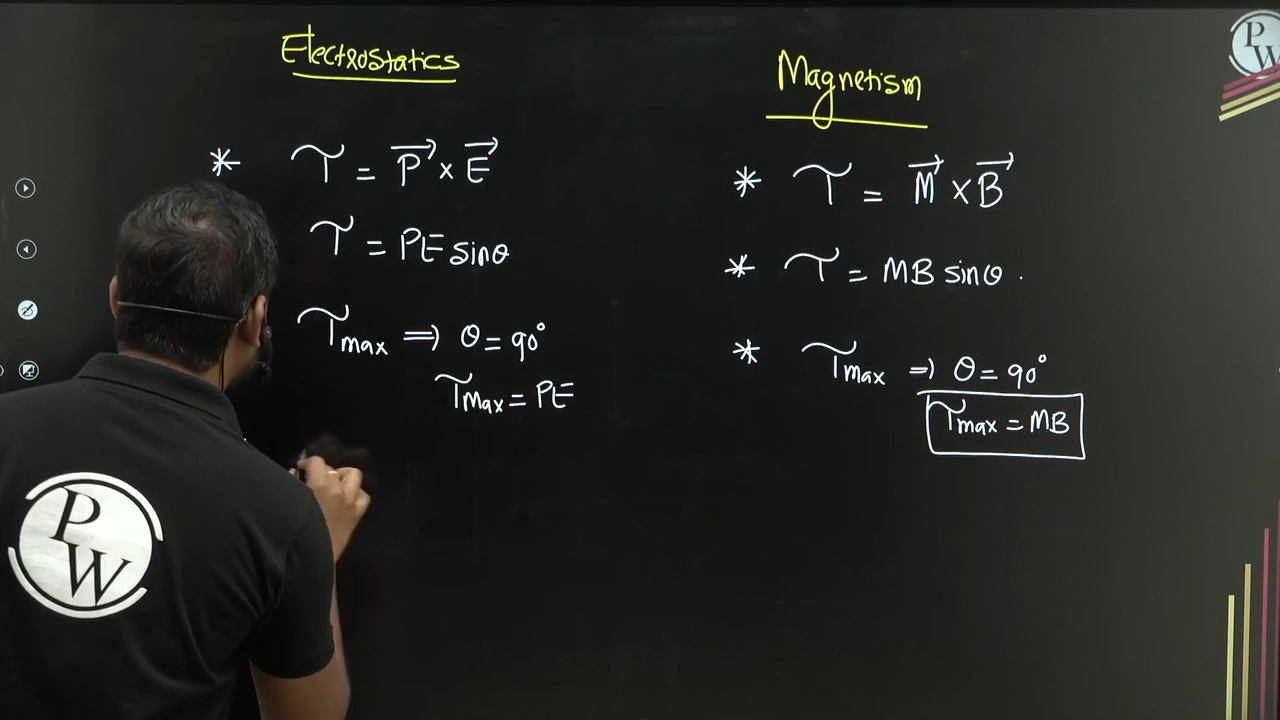 Electrostatics
* τ = P⃗ × E⃗
τ = PE sinθ
τmax ⇒ θ = 90°
τmax = PE
Magnetism
* τ = M⃗ × B⃗
* τ = MB sinθ .
* τmax ⇒ θ = 90°
τmax = MB
PW
PW